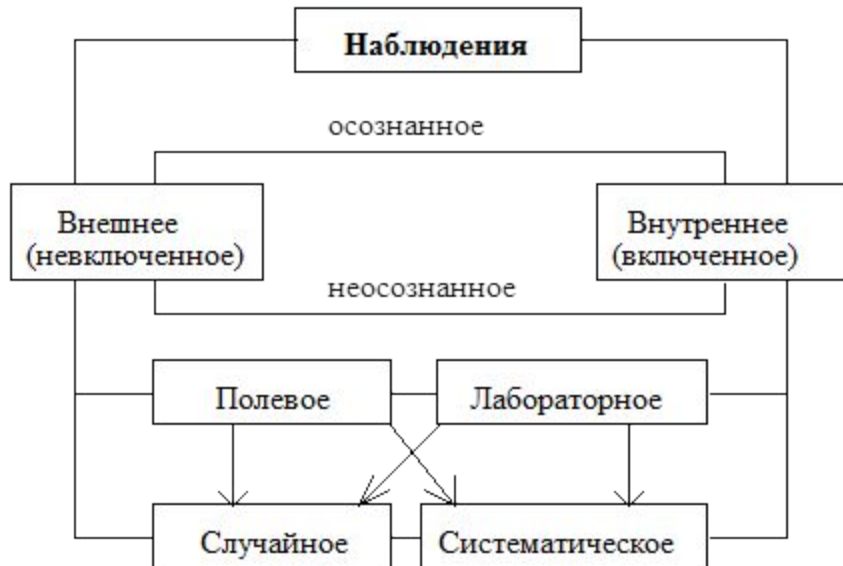 Наблюдения
осознанное
Внешнее
(невключенное)
Внутреннее
(включенное)
неосознанное
Полевое
Лабораторное
Случайное
Систематическое